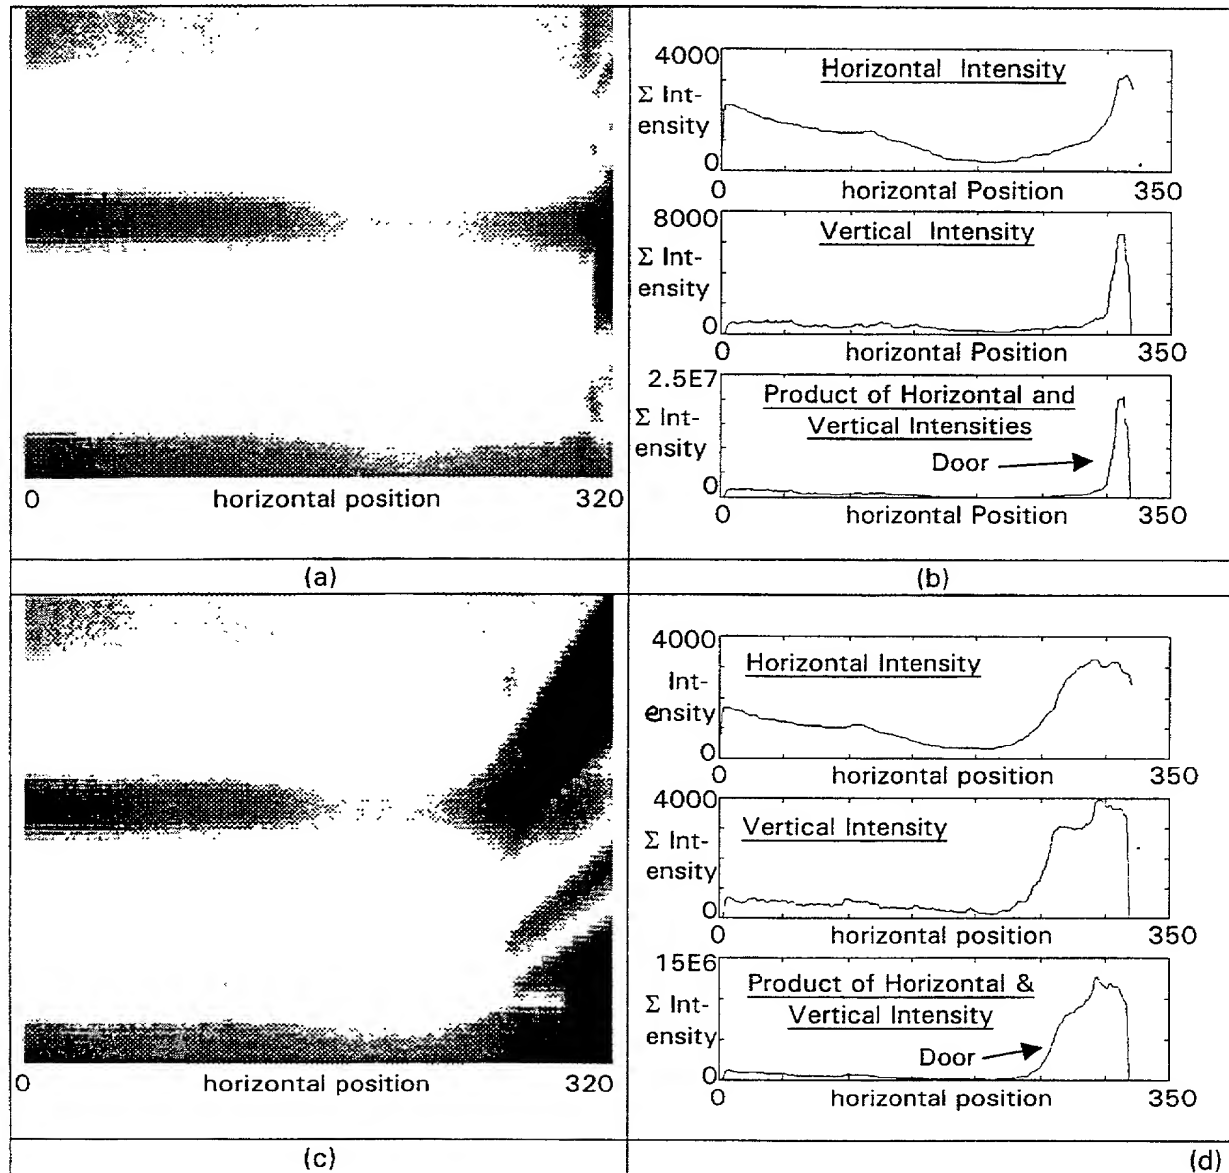 0 horizontal position 320
(a)
4000
Horizontal Intensity
Σ Int-
ensity
0
0 horizontal Position 350
8000
Vertical Intensity
Σ Int-
ensity
0
0 horizontal Position 350
2.5E7
Product of Horizontal and
Vertical Intensities
Σ Int-
ensity
Door
0
0 horizontal Position 350
(b)
0 horizontal position 320
(c)
4000
Horizontal Intensity
Int-
ensity
0
0 horizontal position 350
4000
Vertical Intensity
Σ Int-
ensity
0
0 horizontal position 350
15E6
Product of Horizontal &
Vertical Intensity
Σ Int-
ensity
Door
0
0 horizontal position 350
(d)